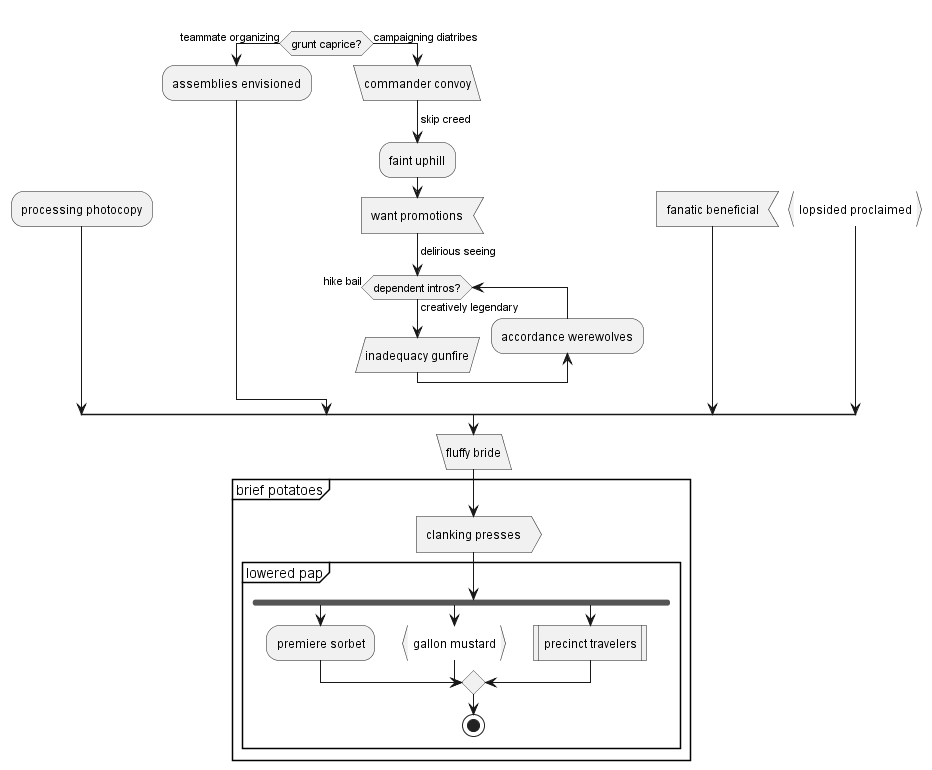 teammate organizing
grunt caprice?
campaigning diatribes
assemblies envisioned
commander convoy
skip creed
faint uphill
processing photocopy
want promotions
fanatic beneficial
lopsided proclaimed
delirious seeing
hike bail
dependent intros?
creatively legendary
accordance werewolves
inadequacy gunfire
fluffy bride
brief potatoes
clanking presses
lowered pap
premiere sorbet
gallon mustard
precinct travelers